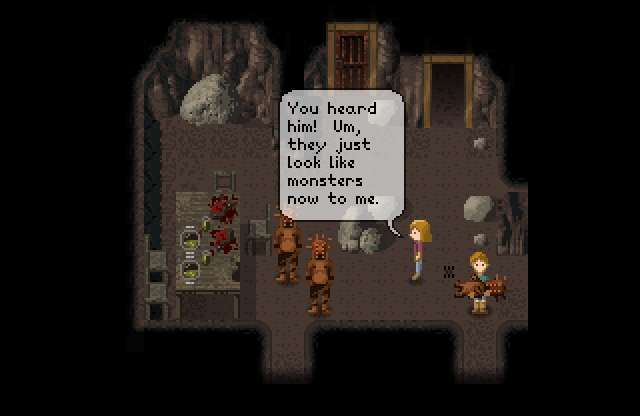 You heard
him! Um,
they just
look like
monsters
now to me.